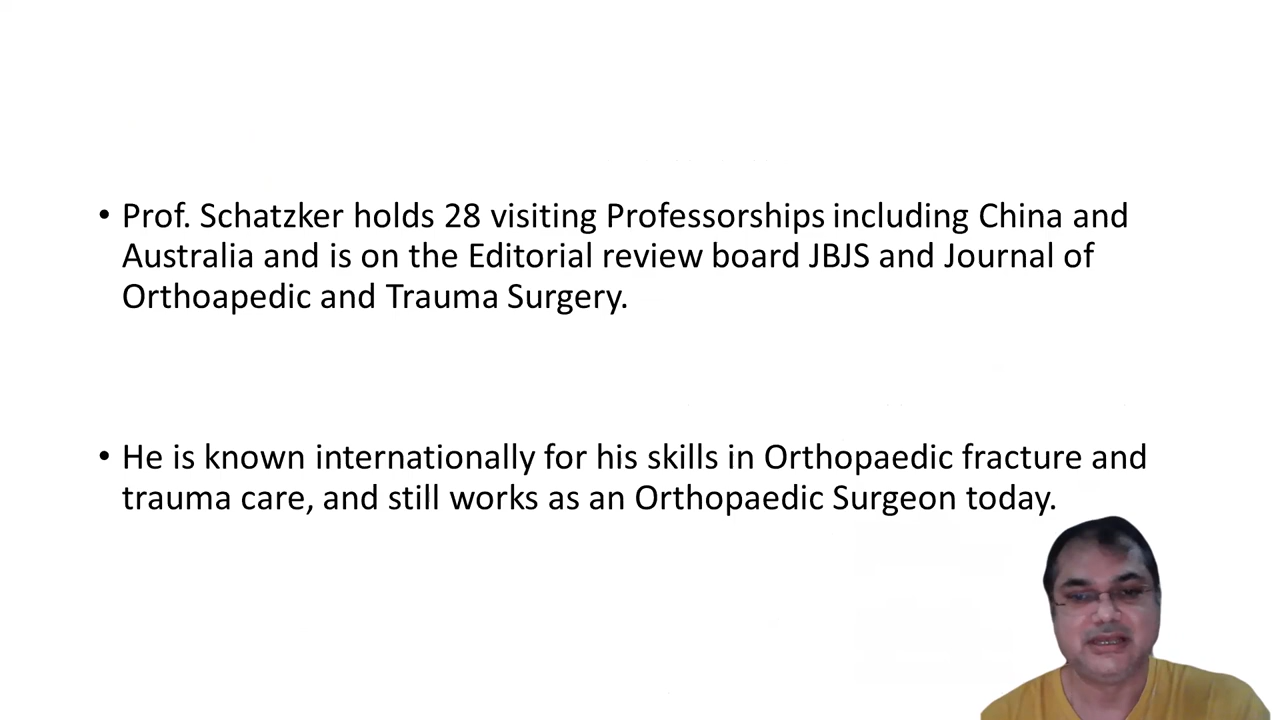 • Prof. Schatzker holds 28 visiting Professorships including China and
Australia and is on the Editorial review board JBJS and Journal of
Orthoapedic and Trauma Surgery.
• He is known internationally for his skills in Orthopaedic fracture and
trauma care, and still works as an Orthopaedic Surgeon today.